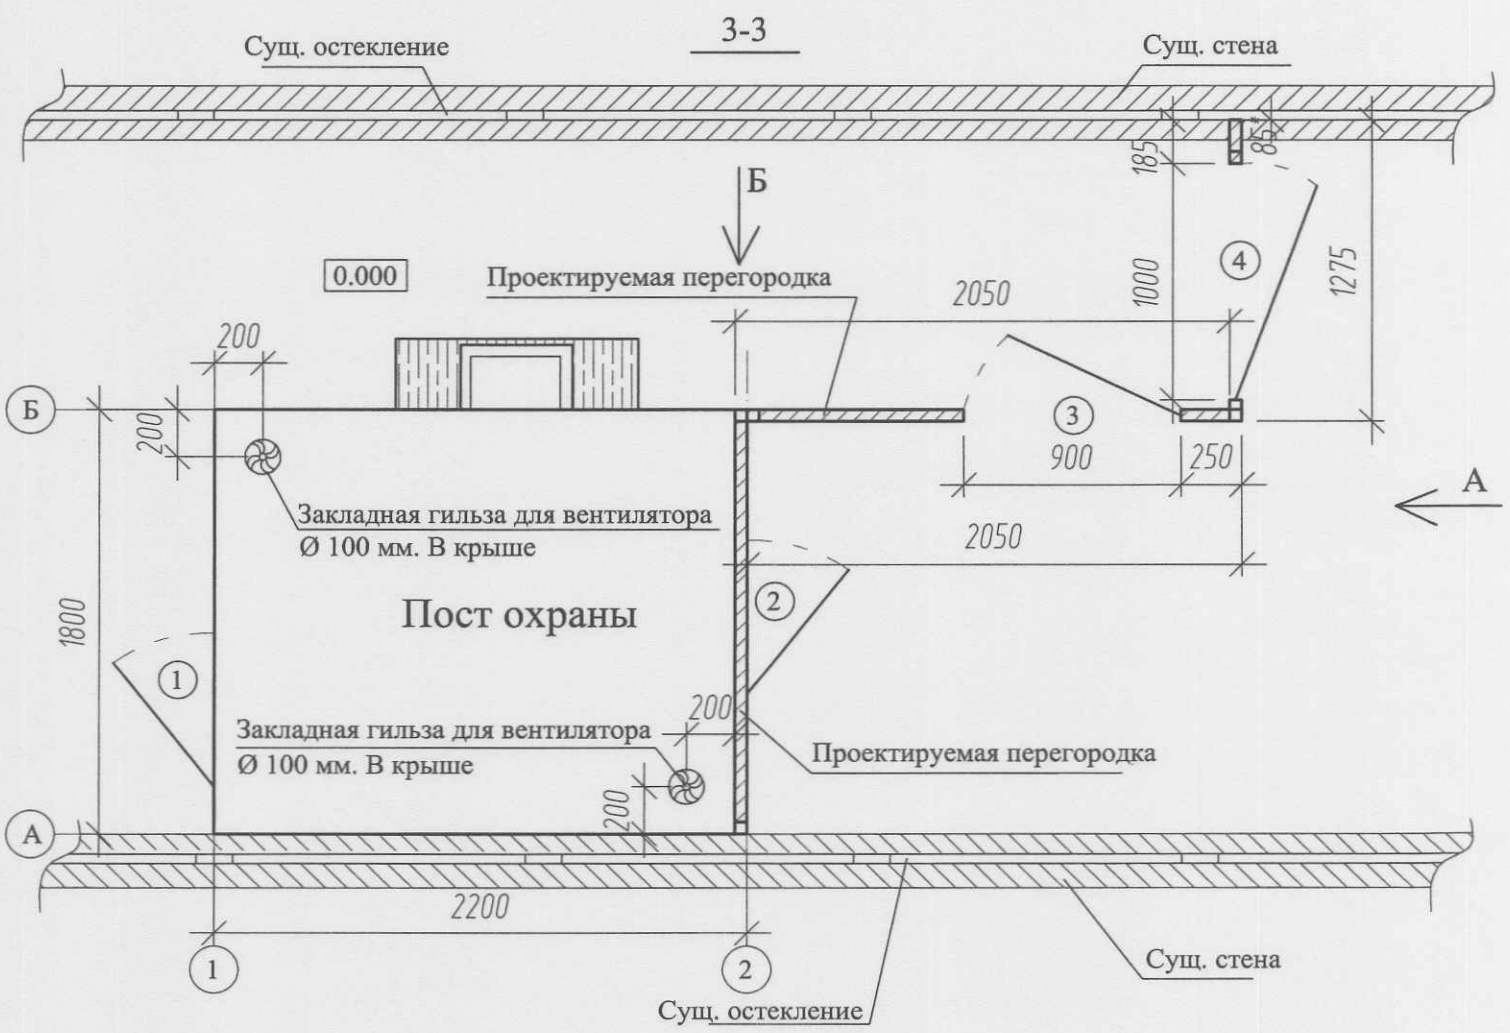 3-3
Сущ. остекление
Сущ. стена
185
85*
Б
0.000
Проектируемая перегородка
2050
1000
4
1275
200
Б
200
3
900
250
А
Закладная гильза для вентилятора
Ø 100 мм. В крыше
2050
1800
Пост охраны
2
1
200
Закладная гильза для вентилятора
Ø 100 мм. В крыше
Проектируемая перегородка
200
А
2200
1
2
Сущ. стена
Сущ. остекление